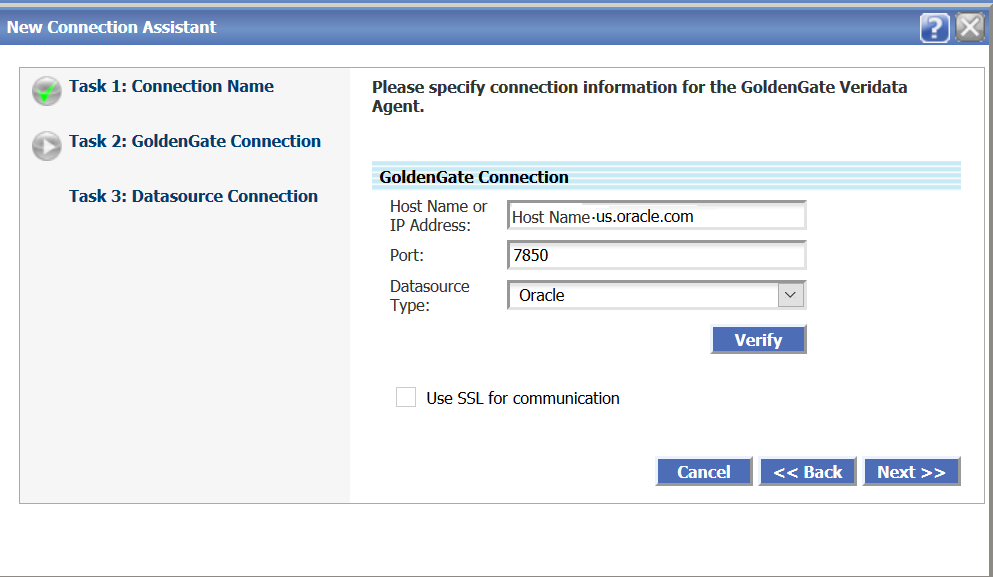 New Connection Assistant
?
Task 1: Connection Name
Task 2: GoldenGate Connection
Task 3: Datasource Connection
Please specify connection information for the GoldenGate Veridata
Agent.
GoldenGate Connection
Host Name or
IP Address:
Host Name-us.oracle.com
Port:
7850
Datasource
Type:
Oracle
Verify
Use SSL for communication
Cancel
<< Back
Next >>